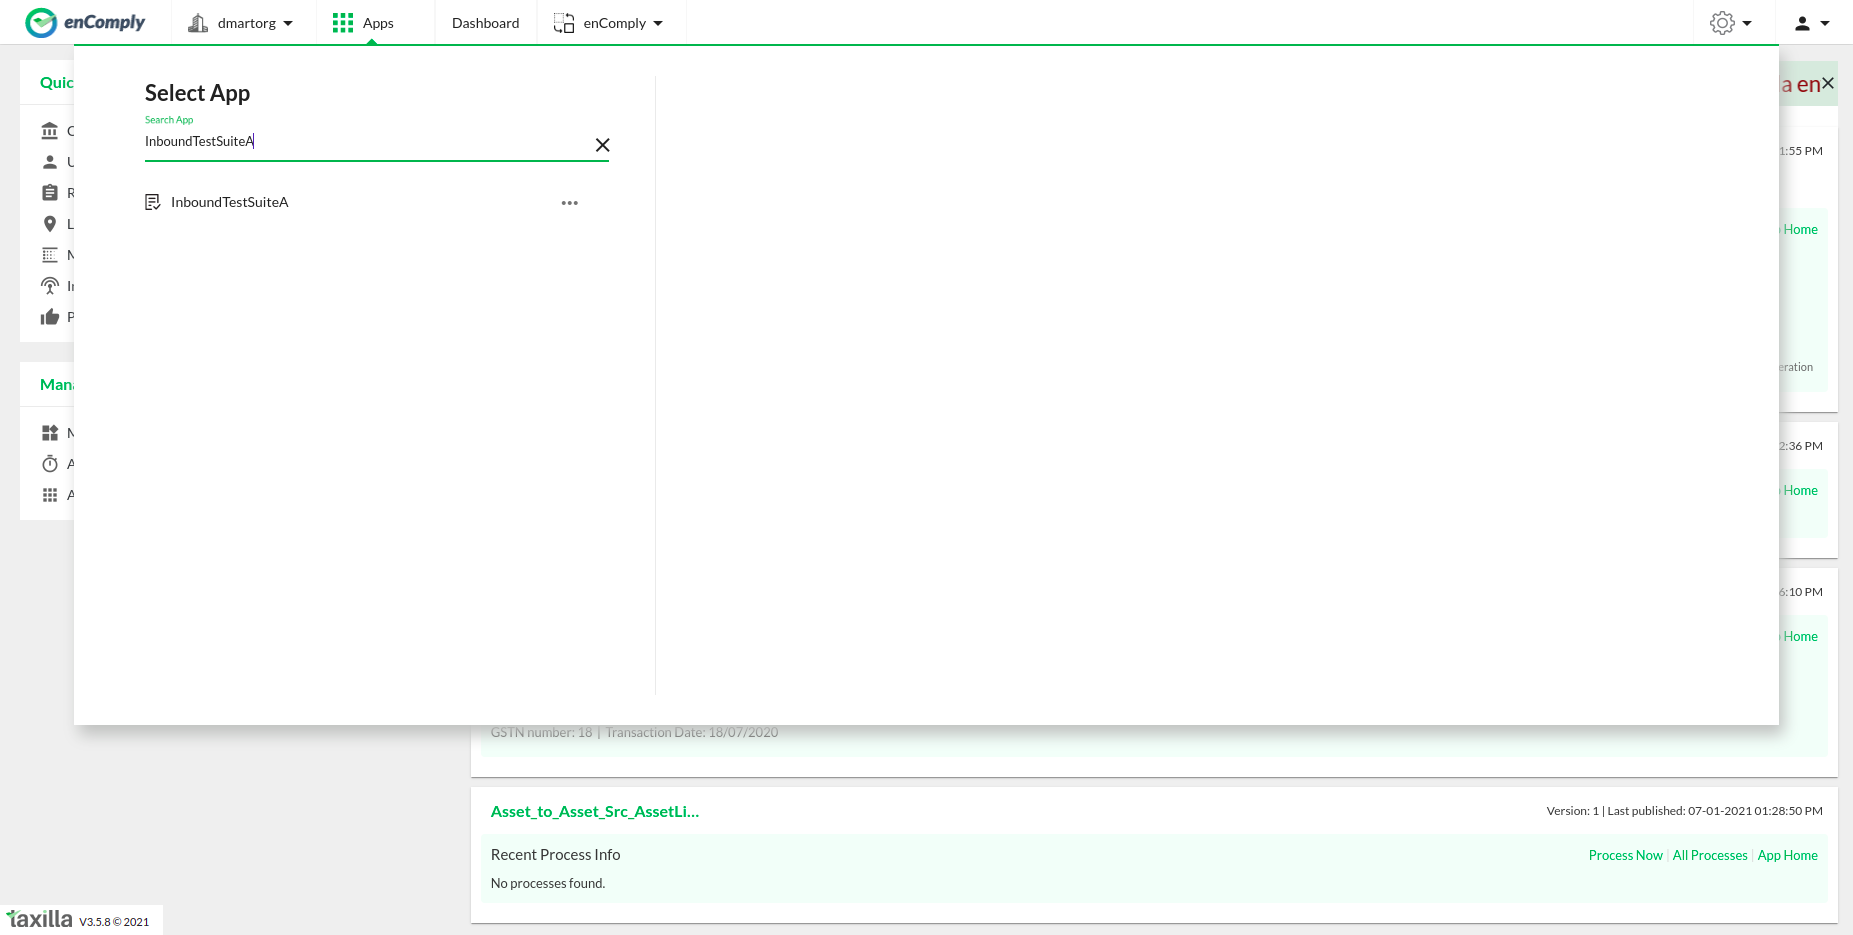 enComply
dmartorg
Apps
Dashboard
enComply
Quic
Mana
Select App
Search App
InboundTestSuiteA
InboundTestSuiteA
a en
1:55 PM
Home
eration
2:36 PM
Home
6:10 PM
Home
GSTN number: 18 | Transaction Date: 18/07/2020
Asset_to_Asset_Src_AssetLi...
Version: 1 | Last published: 07-01-2021 01:28:50 PM
Recent Process Info
Process Now | All Processes | App Home
No processes found.
taxilla V3.5.8 © 2021